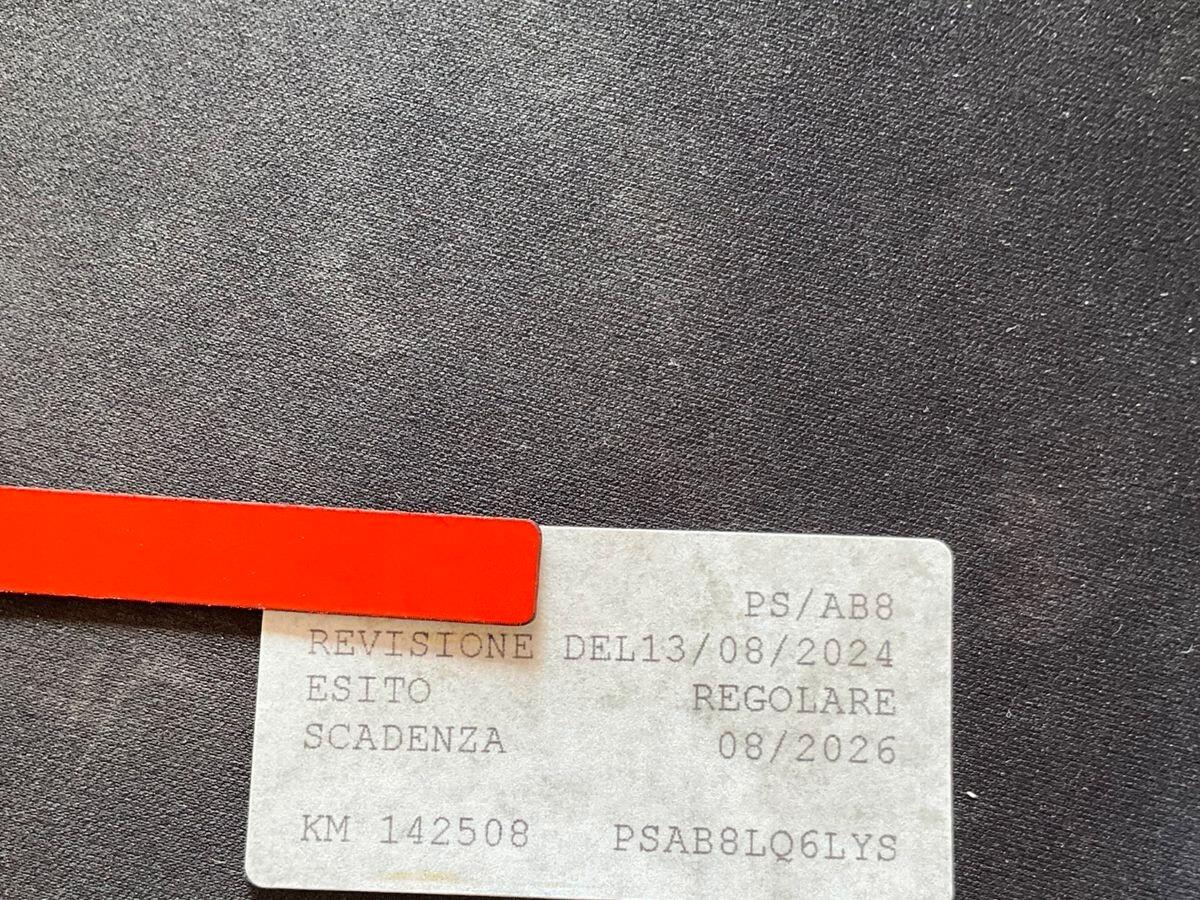 PS/AB8
REVISIONE DEL13/08/2024
ESITO REGOLARE
SCADENZA 08/2026
KM 142508 PSAB8LQ6LYS